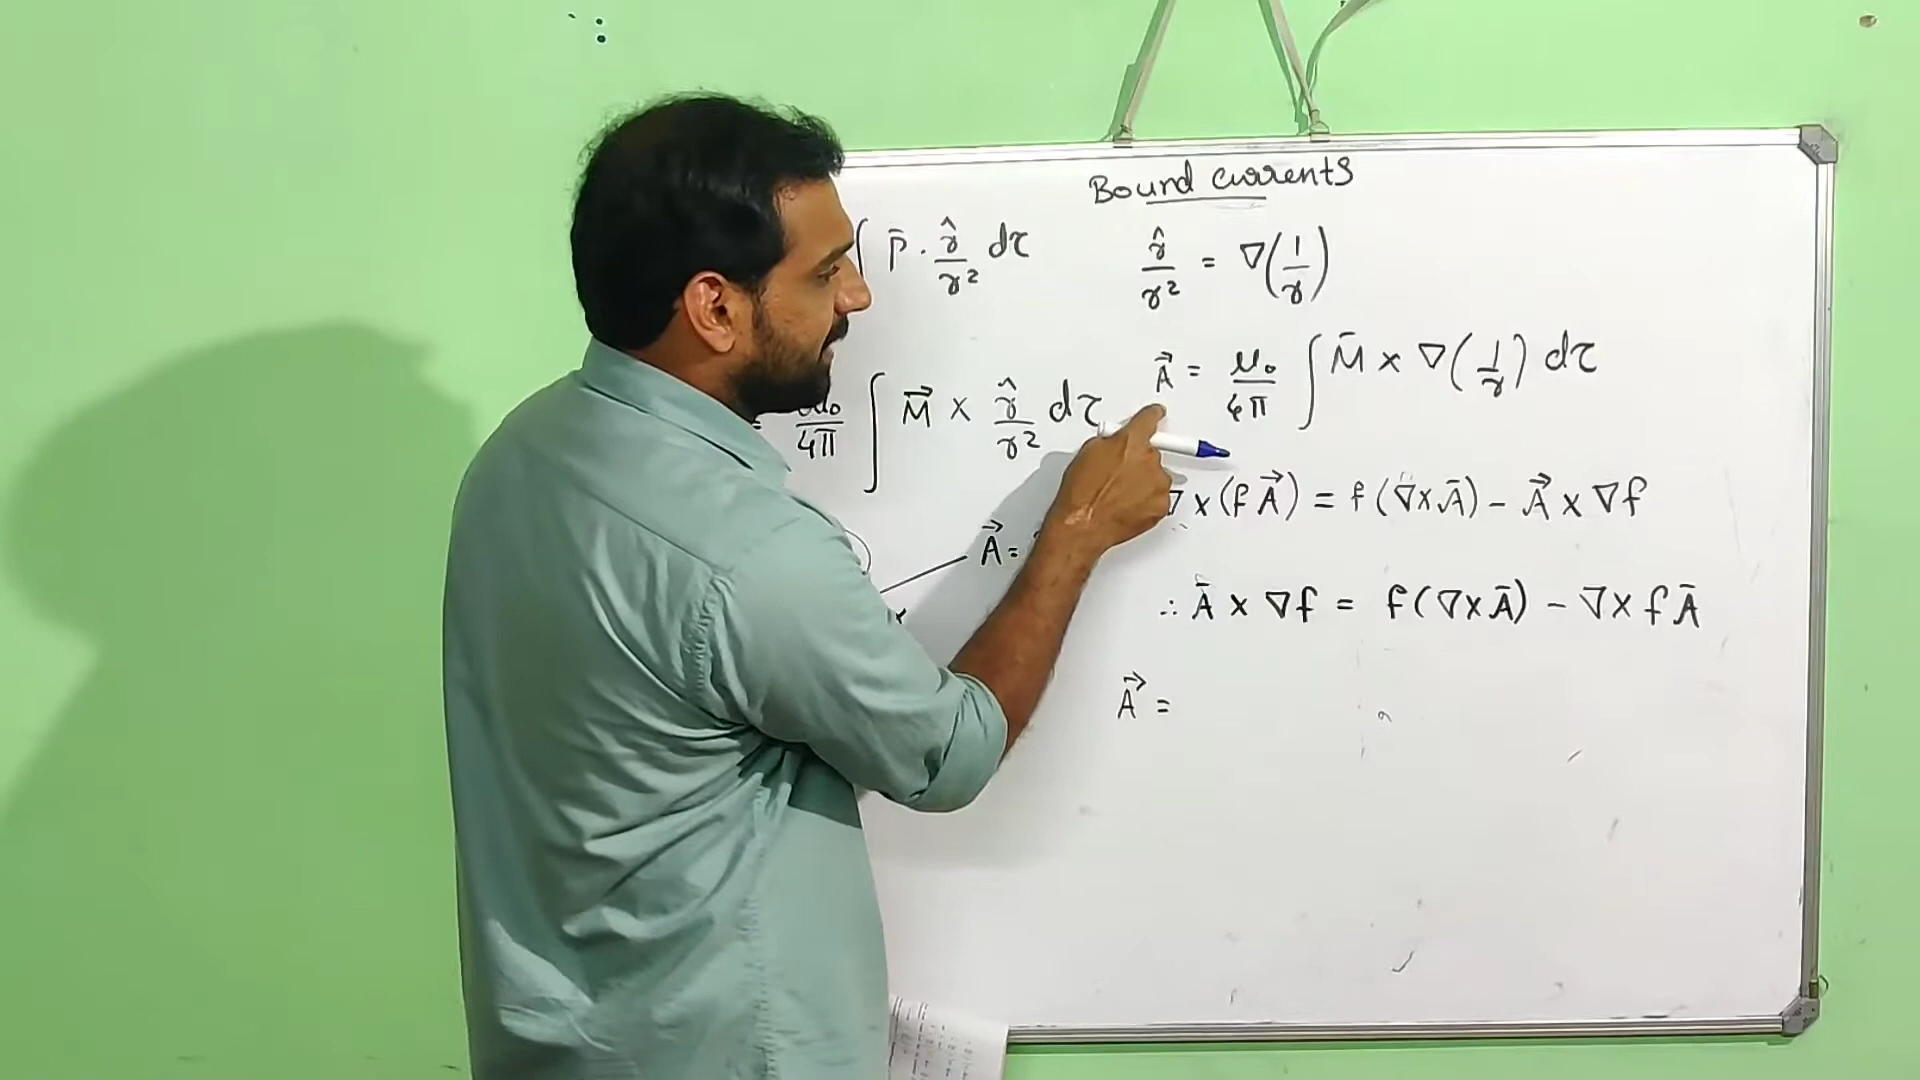 Bound currents
∫ P̄ · r̂/r² dτ
r̂/r² = ∇(1/r)
A⃗ = μ₀/4π ∫ M̄ × ∇(1/r) dτ
= μ₀/4π ∫ M⃗ × r̂/r² dτ
∇ × (f A⃗) = f(∇×Ā) - A⃗ × ∇f
A⃗ =
∴ Ā × ∇f = f(∇×Ā) - ∇× f Ā
A⃗ =